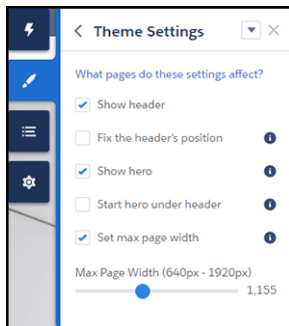 Theme Settings
What pages do these settings affect?
Show header
Fix the header's position
Show hero
Start hero under header
Set max page width
Max Page Width (640px - 1920px)
1,155